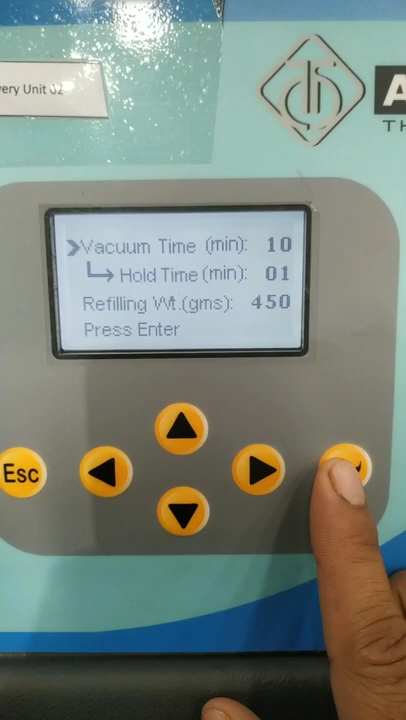 very Unit 02
A
TH
Vacuum Time (min): 10
Hold Time (min): 01
Refilling Wt.(gms): 450
Press Enter
Esc